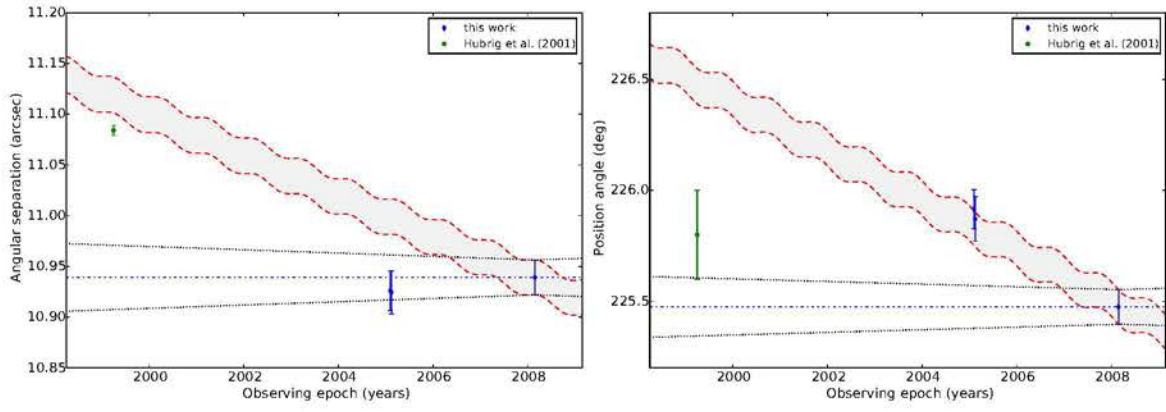 11.20
11.15
11.10
11.05
11.00
10.95
10.90
10.85
Angular separation (arcsec)
this work
Hubrig et al. (2001)
2000 2002 2004 2006 2008
Observing epoch (years)
226.5
226.0
225.5
Position angle (deg)
this work
Hubrig et al. (2001)
2000 2002 2004 2006 2008
Observing epoch (years)